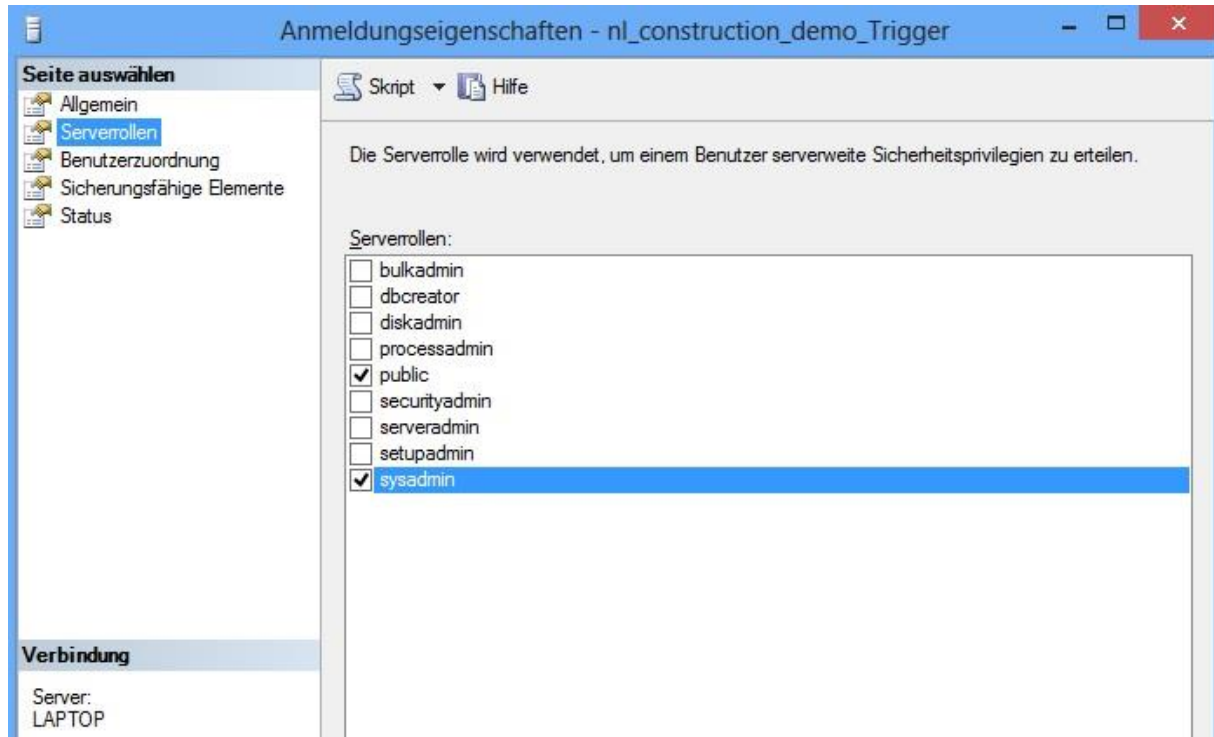 Anmeldungseigenschaften - nl_construction_demo_Trigger
Seite auswählen
Allgemein
Serverrollen
Benutzerzuordnung
Sicherungsfähige Elemente
Status
Verbindung
Server:
LAPTOP
Skript
Hilfe
Die Serverrolle wird verwendet, um einem Benutzer serverweite Sicherheitsprivilegien zu erteilen.
Serverrollen:
bulkadmin
dbcreator
diskadmin
processadmin
public
securityadmin
serveradmin
setupadmin
sysadmin